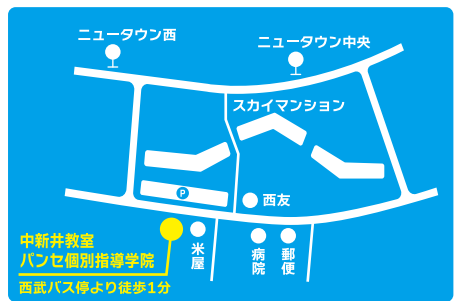 ニュータウン西
ニュータウン中央
スカイマンション
P
西友
米屋
病院
郵便
中新井教室
パンセ個別指導学院
西武バス停より徒歩1分